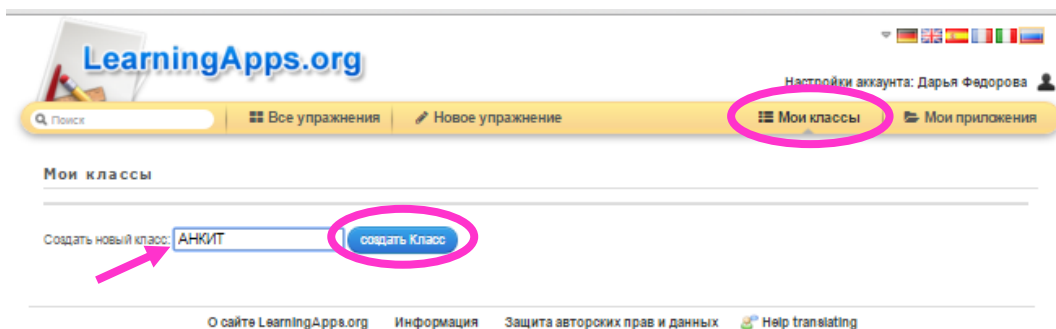 LearningApps.org
Настройки аккаунта: Дарья Федорова
Поиск Все упражнения Новое упражнение Мои классы Мои приложения
Мои классы
Создать новый класс: АНКИТ создать Класс
О сайте LearningApps.org Информация Защита авторских прав и данных Help translating